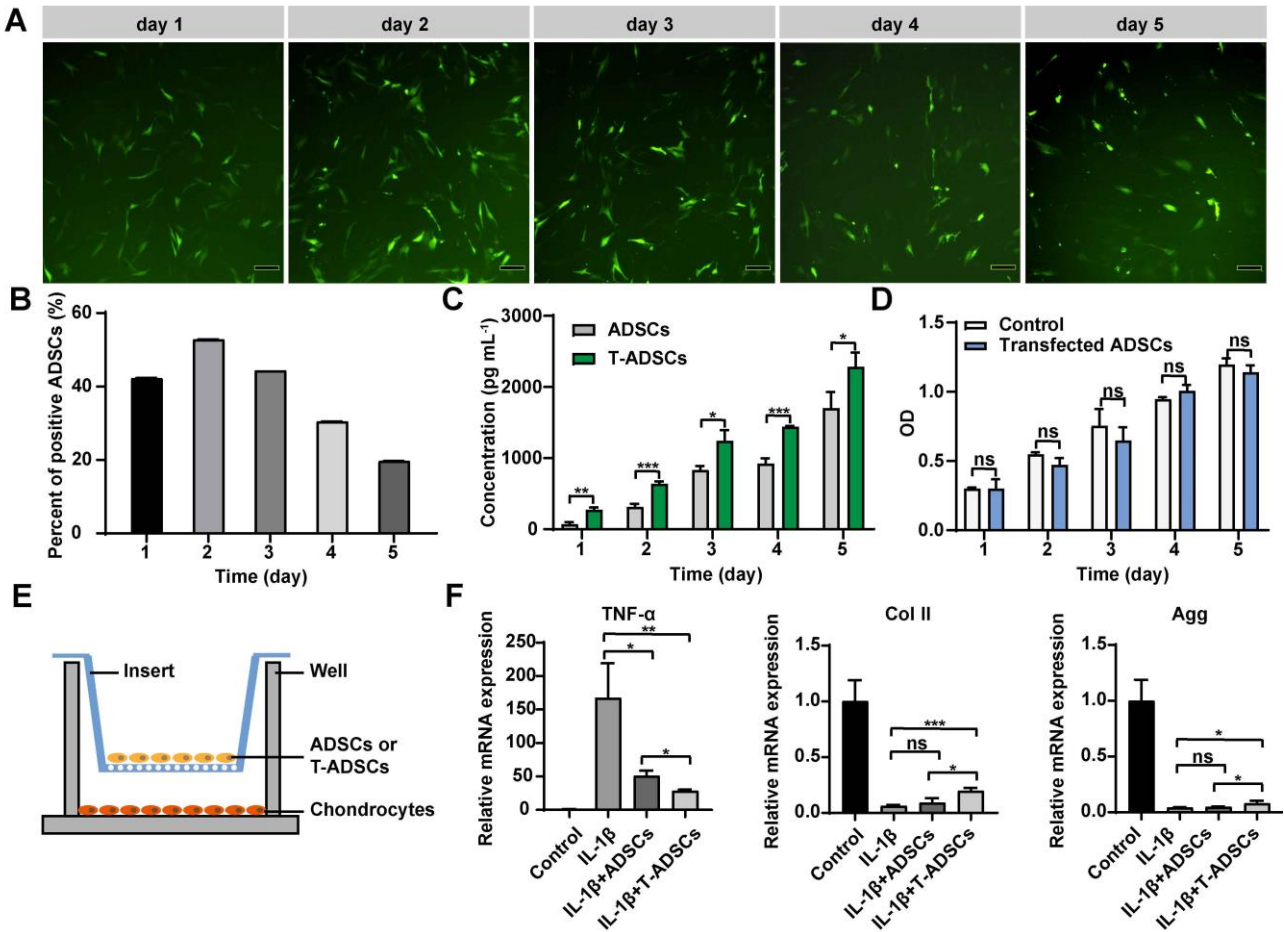 A
day 1
day 2
day 3
day 4
day 5
B
Percent of positive ADSCs (%)
60
40
20
0
1
2
3
4
5
Time (day)
C
Concentration (pg mL⁻¹)
3000
2000
1000
0
ADSCs
T-ADSCs
**
***
*
***
*
1
2
3
4
5
Time (day)
D
OD
1.5
1.0
0.5
0.0
Control
Transfected ADSCs
ns
ns
ns
ns
ns
1
2
3
4
5
Time (day)
E
Insert
Well
ADSCs or
T-ADSCs
Chondrocytes
F
TNF-α
Relative mRNA expression
250
200
150
100
50
0
**
*
*
Control
IL-1β
IL-1β+ADSCs
IL-1β+T-ADSCs
Col II
Relative mRNA expression
1.5
1.0
0.5
0.0
***
ns
*
Control
IL-1β
IL-1β+ADSCs
IL-1β+T-ADSCs
Agg
Relative mRNA expression
1.5
1.0
0.5
0.0
*
ns
*
Control
IL-1β
IL-1β+ADSCs
IL-1β+T-ADSCs